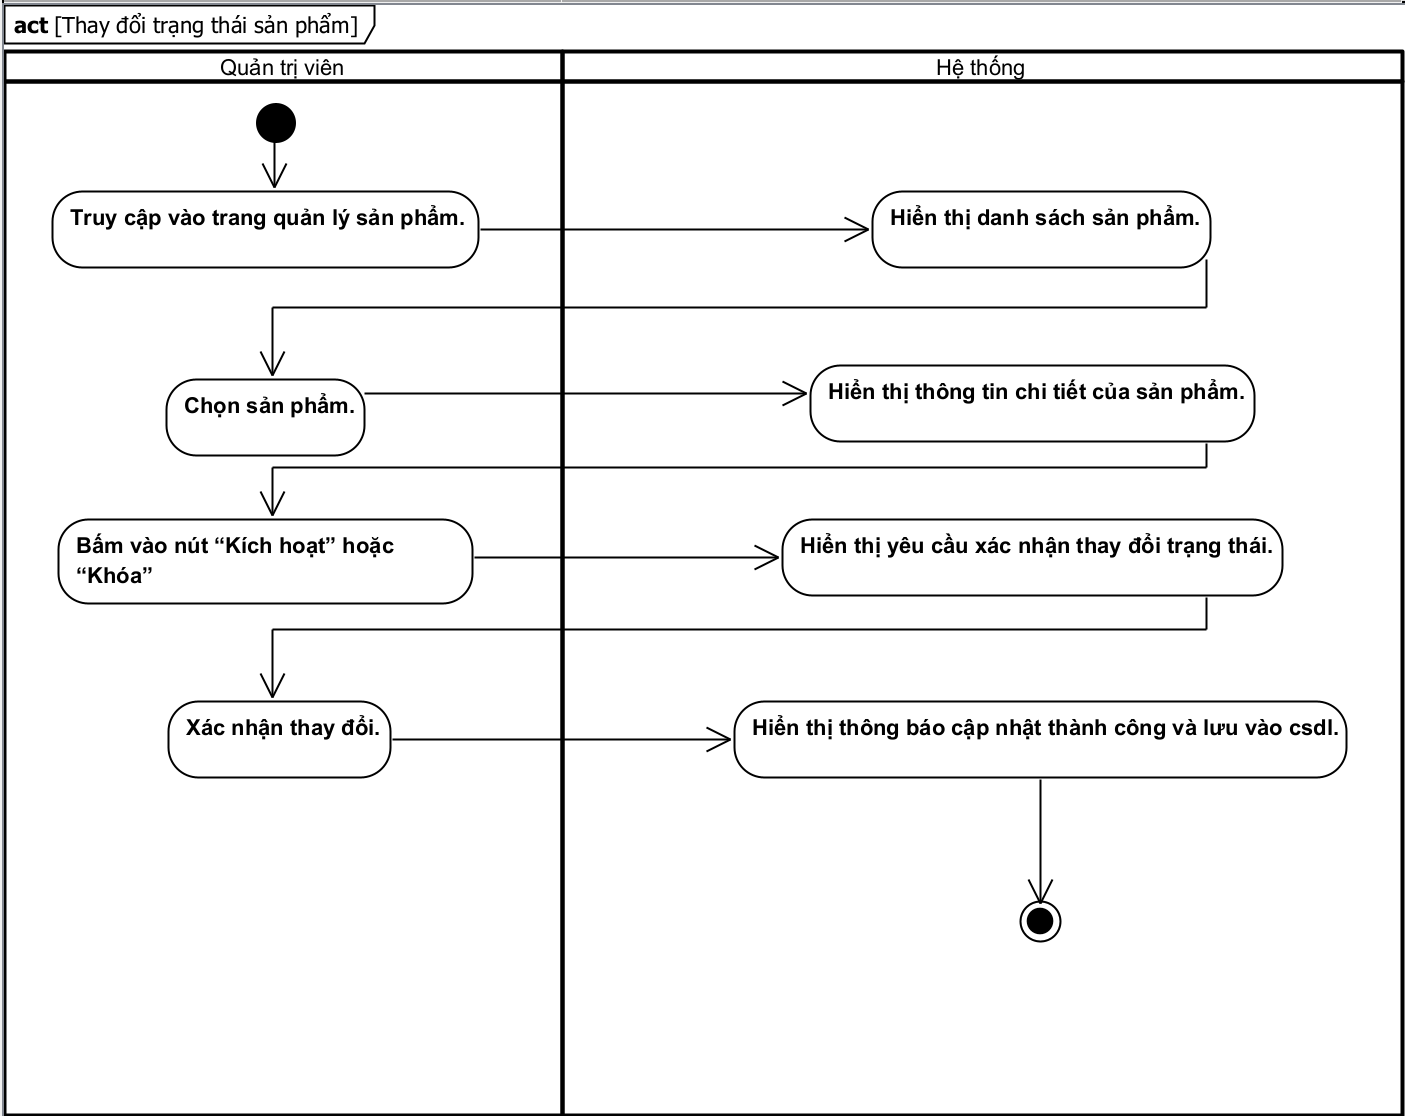 act [Thay đổi trạng thái sản phẩm]
Quản trị viên
Hệ thống
Truy cập vào trang quản lý sản phẩm.
Hiển thị danh sách sản phẩm.
Chọn sản phẩm.
Hiển thị thông tin chi tiết của sản phẩm.
Bấm vào nút “Kích hoạt” hoặc
“Khóa”
Hiển thị yêu cầu xác nhận thay đổi trạng thái.
Xác nhận thay đổi.
Hiển thị thông báo cập nhật thành công và lưu vào csdl.